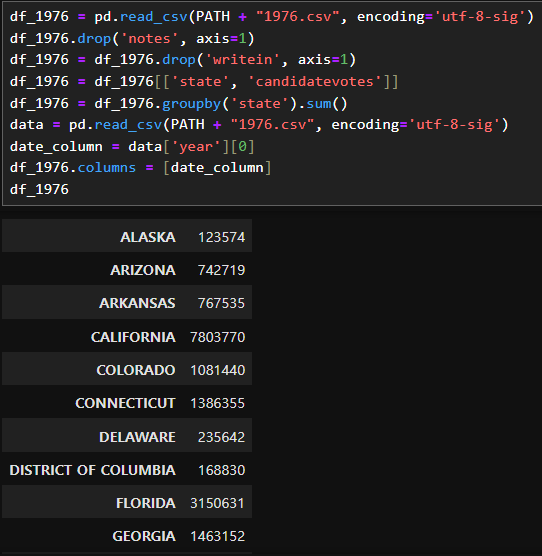 df_1976 = pd.read_csv(PATH + "1976.csv", encoding='utf-8-sig')
df_1976.drop('notes', axis=1)
df_1976 = df_1976.drop('writein', axis=1)
df_1976 = df_1976[['state', 'candidatevotes']]
df_1976 = df_1976.groupby('state').sum()
data = pd.read_csv(PATH + "1976.csv", encoding='utf-8-sig')
date_column = data['year'][0]
df_1976.columns = [date_column]
df_1976
ALASKA 123574
ARIZONA 742719
ARKANSAS 767535
CALIFORNIA 7803770
COLORADO 1081440
CONNECTICUT 1386355
DELAWARE 235642
DISTRICT OF COLUMBIA 168830
FLORIDA 3150631
GEORGIA 1463152